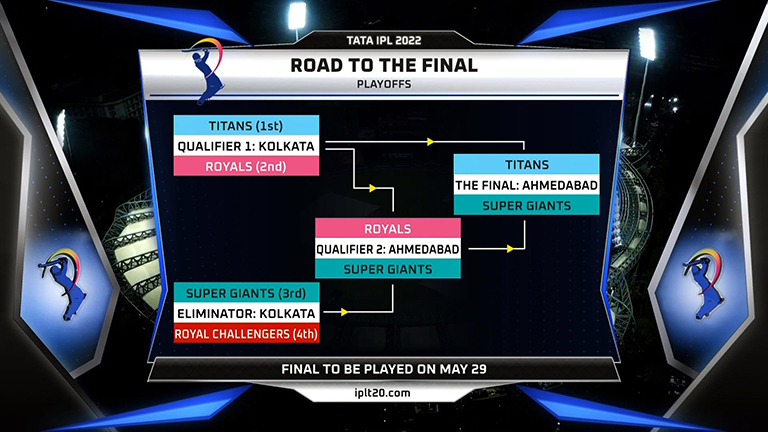 TATA IPL 2022
ROAD TO THE FINAL
PLAYOFFS
TITANS (1st)
QUALIFIER 1: KOLKATA
ROYALS (2nd)
TITANS
THE FINAL: AHMEDABAD
SUPER GIANTS
ROYALS
QUALIFIER 2: AHMEDABAD
SUPER GIANTS
SUPER GIANTS (3rd)
ELIMINATOR: KOLKATA
ROYAL CHALLENGERS (4th)
FINAL TO BE PLAYED ON MAY 29
iplt20.com